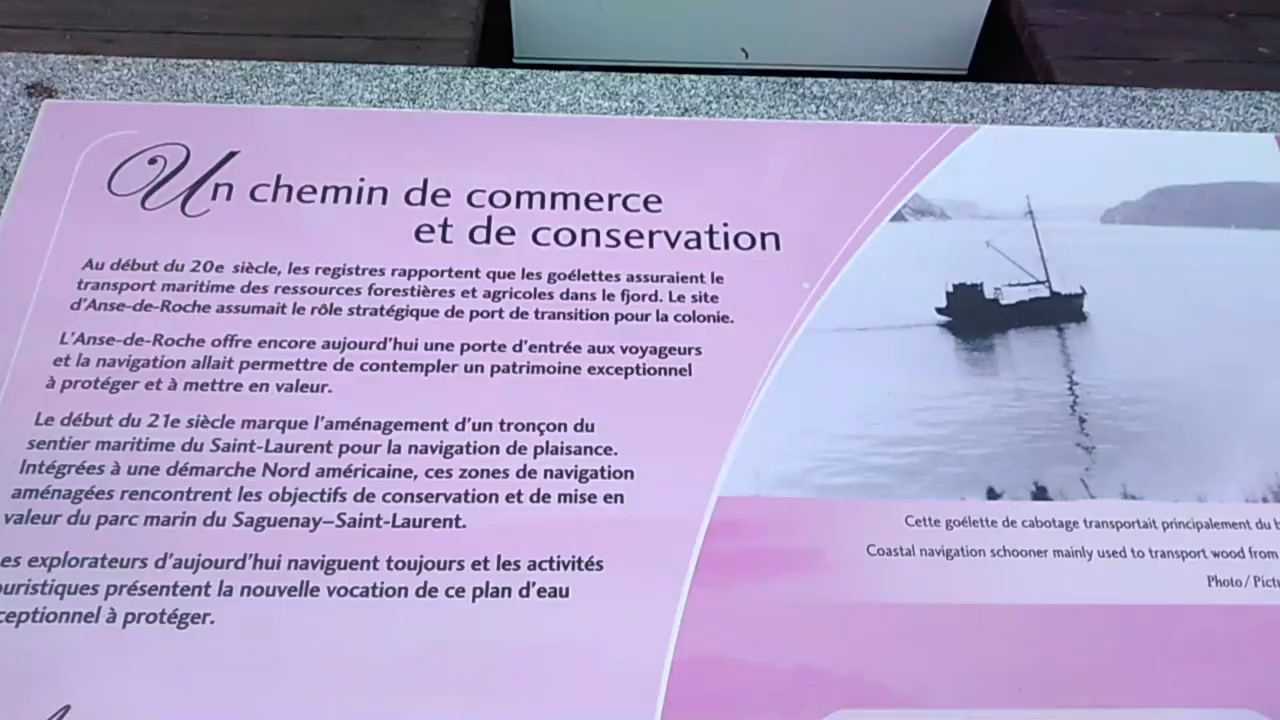 Un chemin de commerce
et de conservation
Au début du 20e siècle, les registres rapportent que les goélettes assuraient le
transport maritime des ressources forestières et agricoles dans le fjord. Le site
d'Anse-de-Roche assumait le rôle stratégique de port de transition pour la colonie.
L'Anse-de-Roche offre encore aujourd'hui une porte d'entrée aux voyageurs
et la navigation allait permettre de contempler un patrimoine exceptionnel
à protéger et à mettre en valeur.
Le début du 21e siècle marque l'aménagement d'un tronçon du
sentier maritime du Saint-Laurent pour la navigation de plaisance.
Intégrées à une démarche Nord américaine, ces zones de navigation
aménagées rencontrent les objectifs de conservation et de mise en
valeur du parc marin du Saguenay–Saint-Laurent.
es explorateurs d'aujourd'hui naviguent toujours et les activités
uristiques présentent la nouvelle vocation de ce plan d'eau
ceptionnel à protéger.
Cette goélette de cabotage transportait principalement du
Coastal navigation schooner mainly used to transport wood from
Photo / Pict